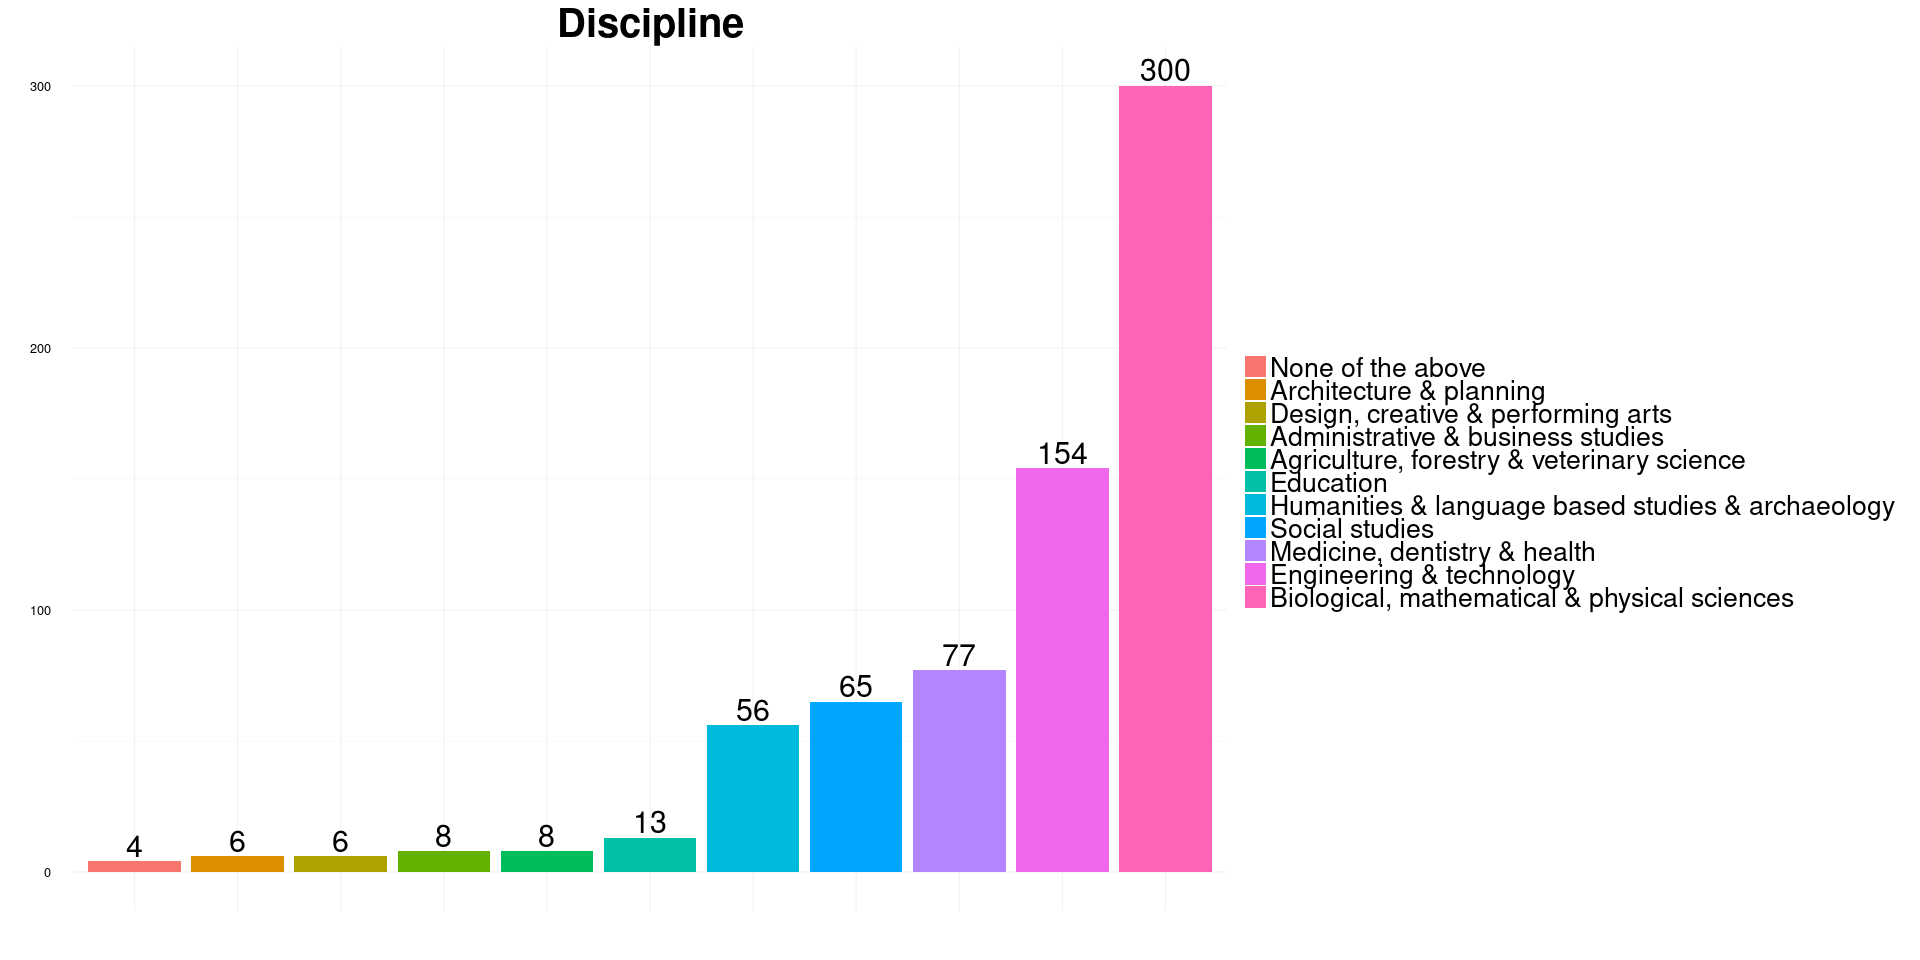 Discipline
300
200
100
0
4
6
6
8
8
13
56
65
77
154
300
None of the above
Architecture & planning
Design, creative & performing arts
Administrative & business studies
Agriculture, forestry & veterinary science
Education
Humanities & language based studies & archaeology
Social studies
Medicine, dentistry & health
Engineering & technology
Biological, mathematical & physical sciences